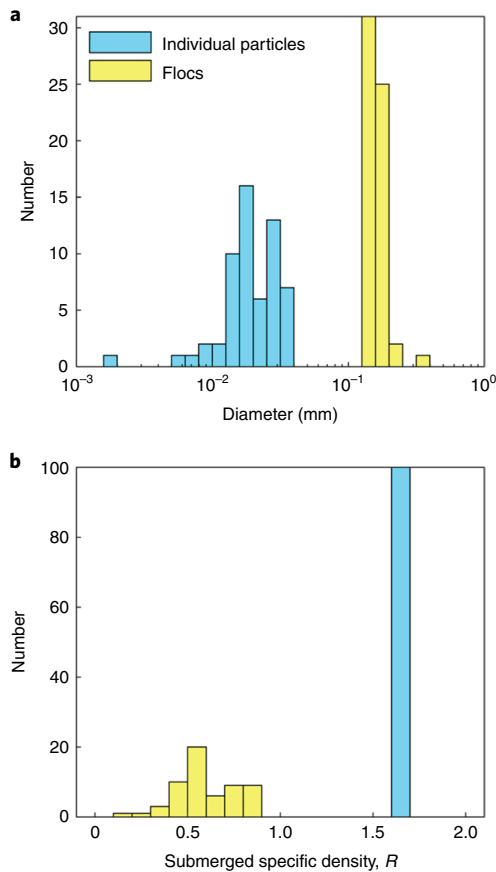 a
30
25
20
15
10
5
0
Number
Individual particles
Flocs
10⁻³
10⁻²
10⁻¹
10⁰
Diameter (mm)
b
100
80
60
40
20
0
Number
0
0.5
1.0
1.5
2.0
Submerged specific density, R